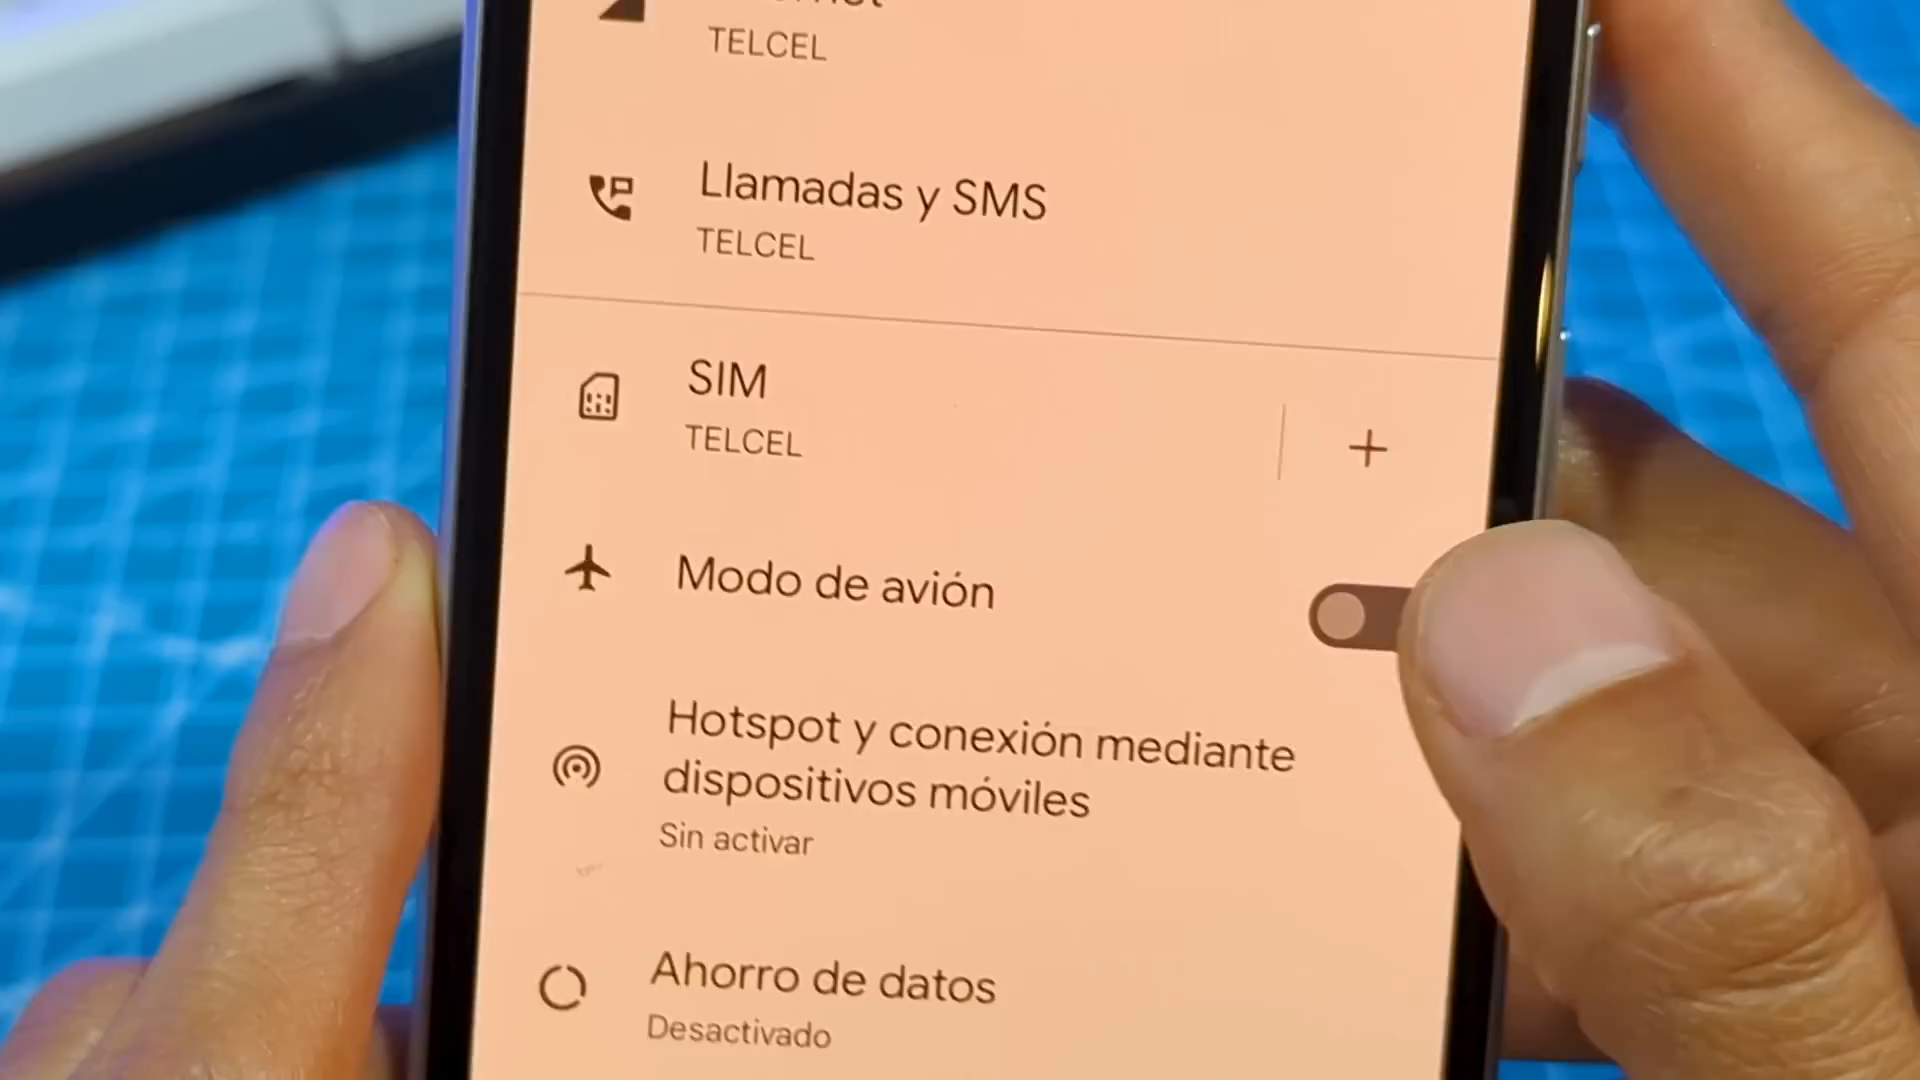 TELCEL
Llamadas y SMS
TELCEL
SIM
TELCEL
Modo de avión
Hotspot y conexión mediante
dispositivos móviles
Sin activar
Ahorro de datos
Desactivado